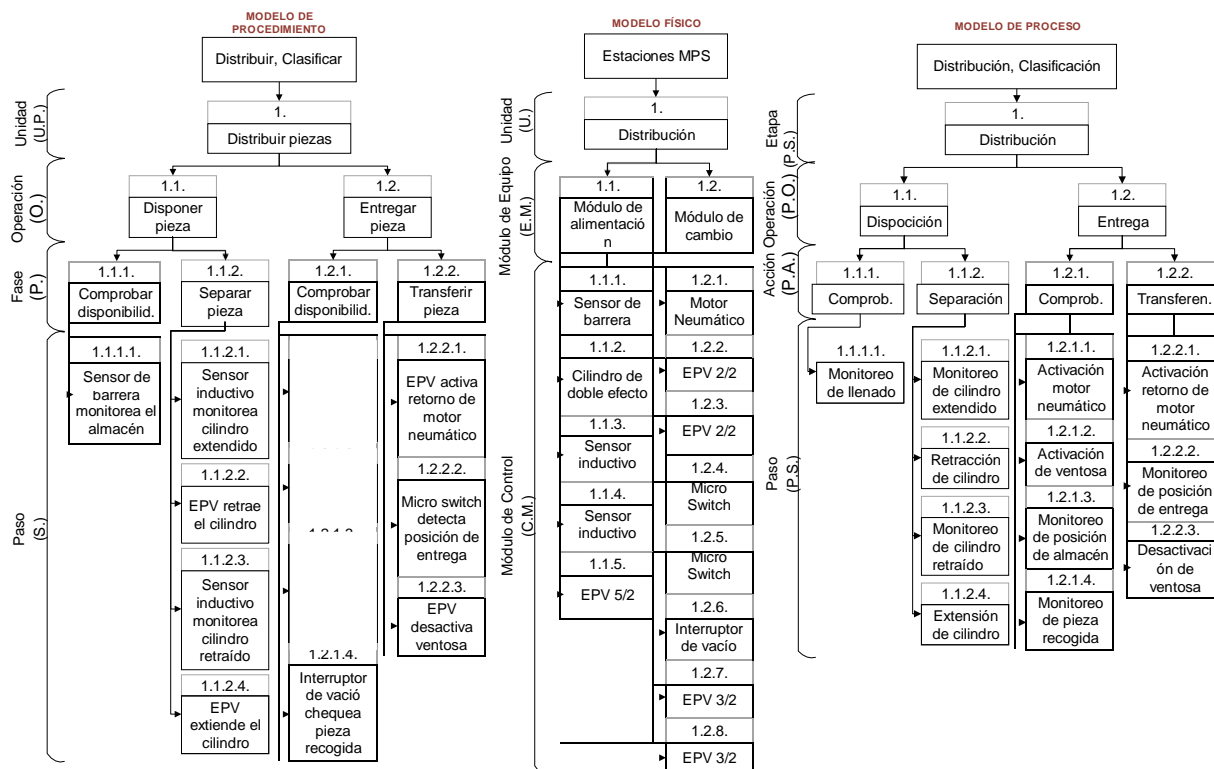 MODELO DE
PROCEDIMIENTO
Distribuir, Clasificar
Unidad
(U.P.)
1.
Distribuir piezas
Operación
(O.)
1.1.
Disponer
pieza
1.2.
Entregar
pieza
Fase
(P.)
1.1.1.
Comprobar
disponibilid.
1.1.2.
Separar
pieza
1.2.1.
Comprobar
disponibilid.
1.2.2.
Transferir
pieza
Paso
(S.)
1.1.1.1.
Sensor de
barrera
monitorea el
almacén
1.1.2.1.
Sensor
inductivo
monitorea
cilindro
extendido
1.1.2.2.
EPV retrae
el cilindro
1.1.2.3.
Sensor
inductivo
monitorea
cilindro
retraído
1.1.2.4.
EPV
extiende el
cilindro
1.2.1.4.
Interruptor
de vació
chequea
pieza
recogida
1.2.2.1.
EPV activa
retorno de
motor
neumático
1.2.2.2.
Micro switch
detecta
posición de
entrega
1.2.2.3.
EPV
desactiva
ventosa
MODELO FÍSICO
Estaciones MPS
Unidad
(U.)
1.
Distribución
Módulo de Equipo
(E.M.)
1.1.
Módulo de
alimentació
n
1.2.
Módulo de
cambio
Módulo de Control
(C.M.)
1.1.1.
Sensor de
barrera
1.1.2.
Cilindro de
doble efecto
1.1.3.
Sensor
inductivo
1.1.4.
Sensor
inductivo
1.1.5.
EPV 5/2
1.2.1.
Motor
Neumático
1.2.2.
EPV 2/2
1.2.3.
EPV 2/2
1.2.4.
Micro
Switch
1.2.5.
Micro
Switch
1.2.6.
Interruptor
de vacío
1.2.7.
EPV 3/2
1.2.8.
EPV 3/2
MODELO DE PROCESO
Distribución, Clasificación
Etapa
(P.S.)
1.
Distribución
Operación
(P.O.)
1.1.
Disposición
1.2.
Entrega
Acción
(P.A.)
1.1.1.
Comprob.
1.1.2.
Separación
1.2.1.
Comprob.
1.2.2.
Transferen.
Paso
(P.S.)
1.1.1.1.
Monitoreo
de llenado
1.1.2.1.
Monitoreo
de cilindro
extendido
1.1.2.2.
Retracción
de cilindro
1.1.2.3.
Monitoreo
de cilindro
retraído
1.1.2.4.
Extensión
de cilindro
1.2.1.1.
Activación
motor
neumático
1.2.1.2.
Activación
de ventosa
1.2.1.3.
Monitoreo
de posición
de almacén
1.2.1.4.
Monitoreo
de pieza
recogida
1.2.2.1.
Activación
retorno de
motor
neumático
1.2.2.2.
Monitoreo
de posición
de entrega
1.2.2.3.
Desactivaci
ón de
ventosa